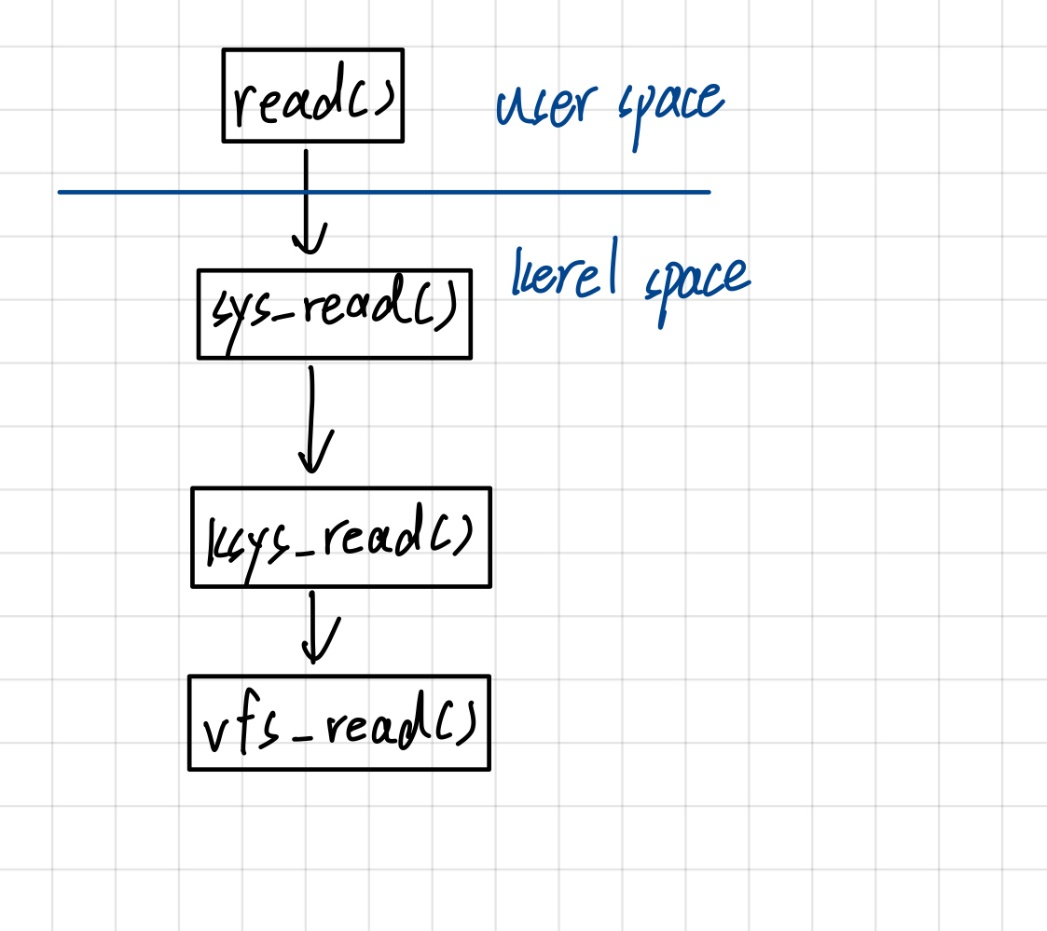 read()
user space
kerel space
sys_read()
ksys_read()
vfs_read()